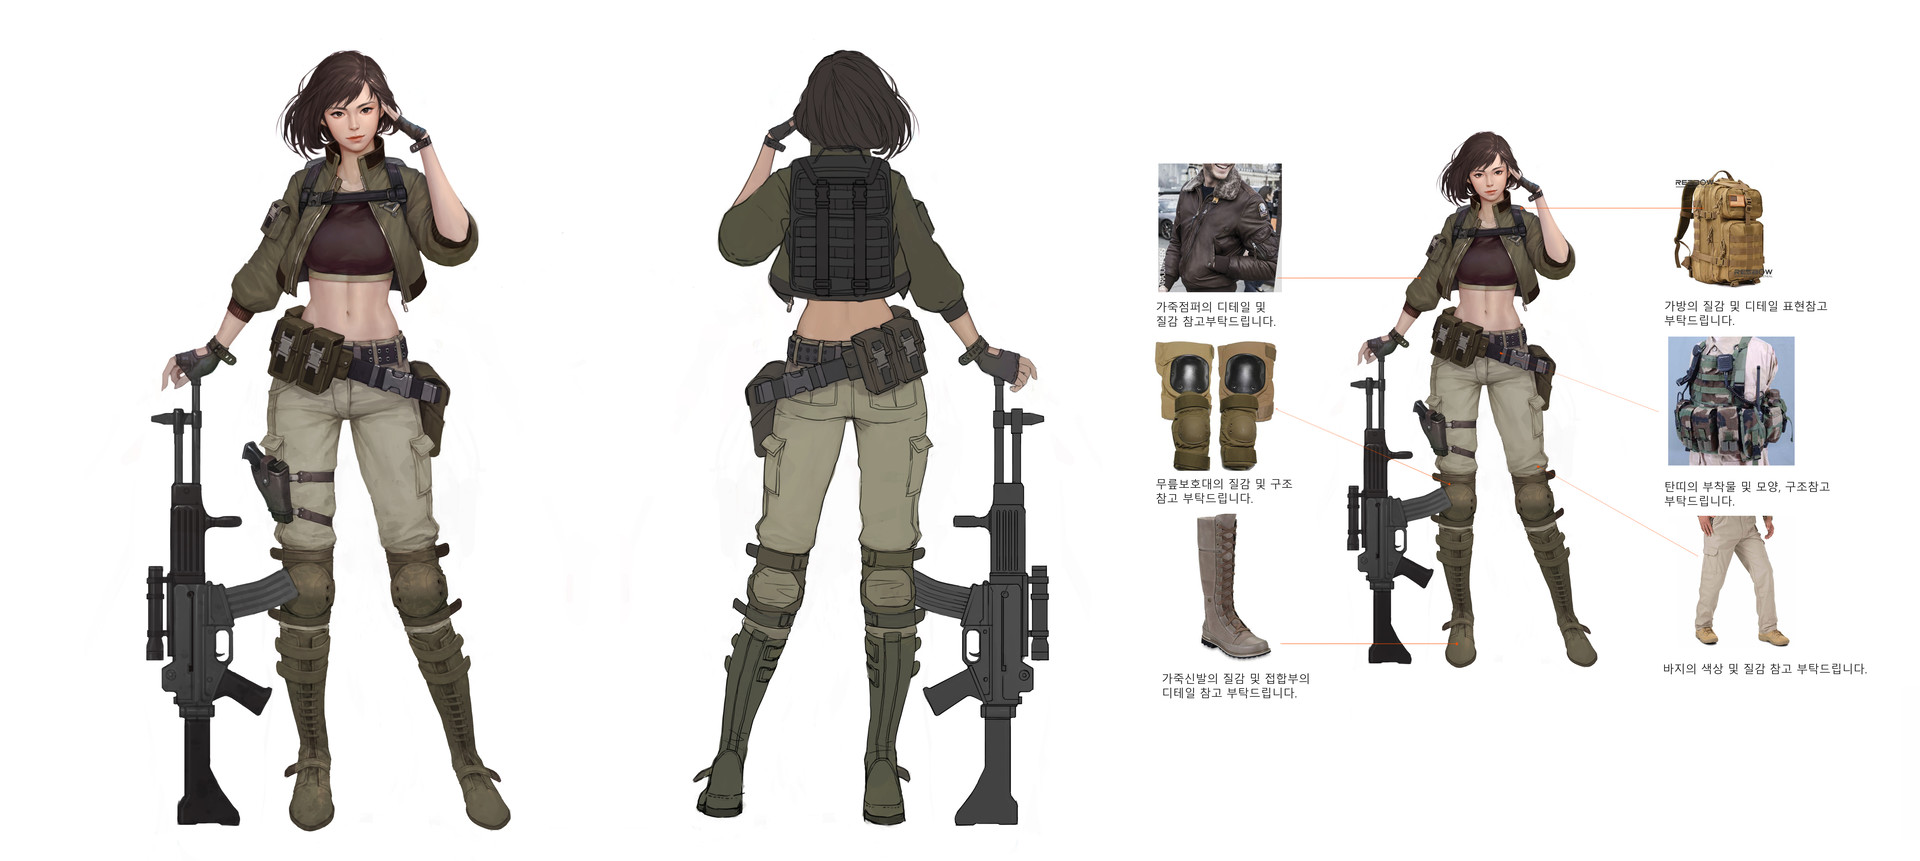 가죽점퍼의 디테일 및
질감 참고부탁드립니다.
무릎보호대의 질감 및 구조
참고 부탁드립니다.
가죽신발의 질감 및 접합부의
디테일 참고 부탁드립니다.
가방의 질감 및 디테일 표현참고
부탁드립니다.
탄띠의 부착물 및 모양, 구조참고
부탁드립니다.
바지의 색상 및 질감 참고 부탁드립니다.